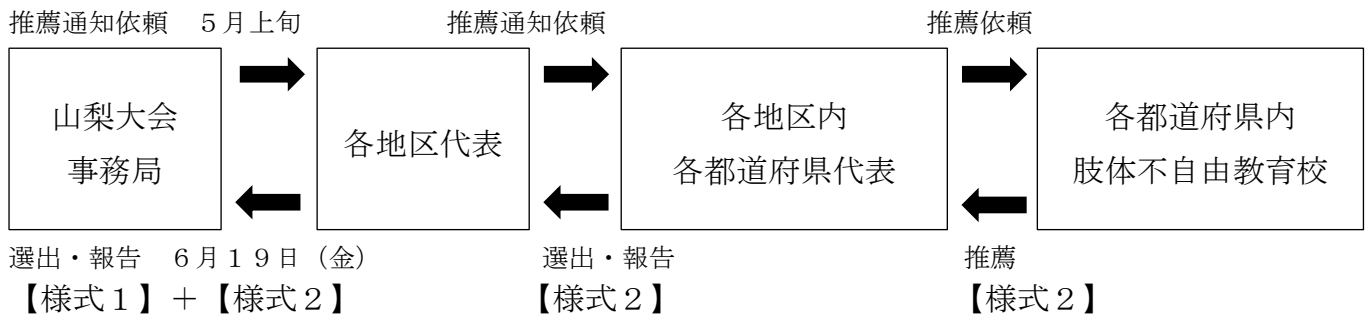 推薦通知依頼　５月上旬　推薦通知依頼　推薦依頼
山梨大会
事務局
各地区代表
各地区内
各都道府県代表
各都道府県内
肢体不自由教育校
選出・報告　６月１９日（金）　選出・報告　推薦
【様式１】＋【様式２】　【様式２】　【様式２】